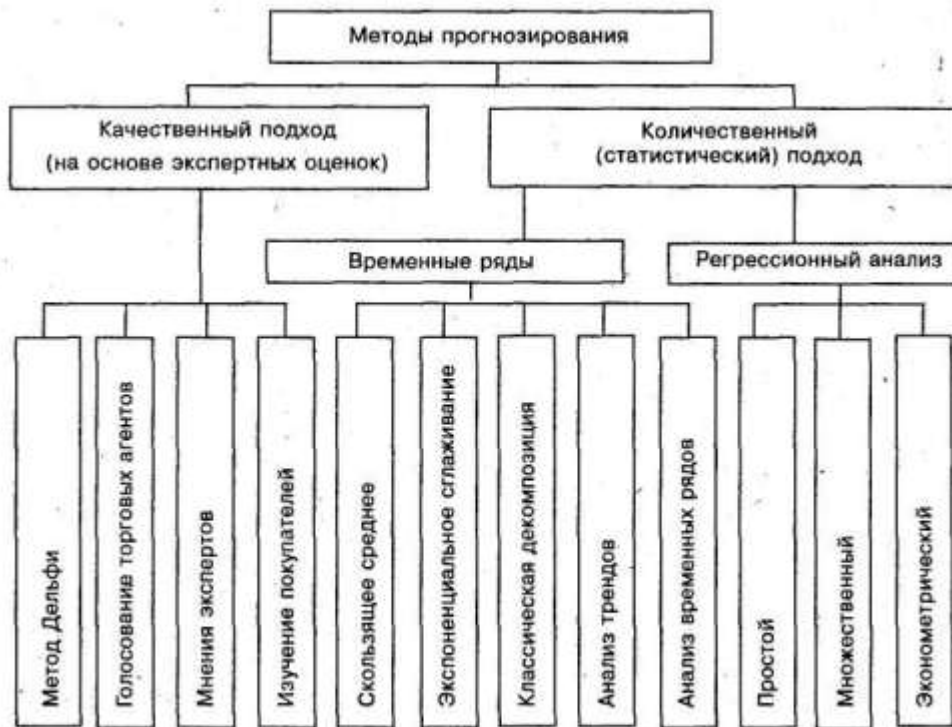 Методы прогнозирования
Качественный подход
(на основе экспертных оценок)
Количественный
(статистический) подход
Временные ряды
Регрессионный анализ
Метод Дельфи
Голосование торговых агентов
Мнения экспертов
Изучение покупателей
Скользящее среднее
Экспоненциальное сглаживание
Классическая декомпозиция
Анализ трендов
Анализ временных рядов
Простой
Множественный
Эконометрический